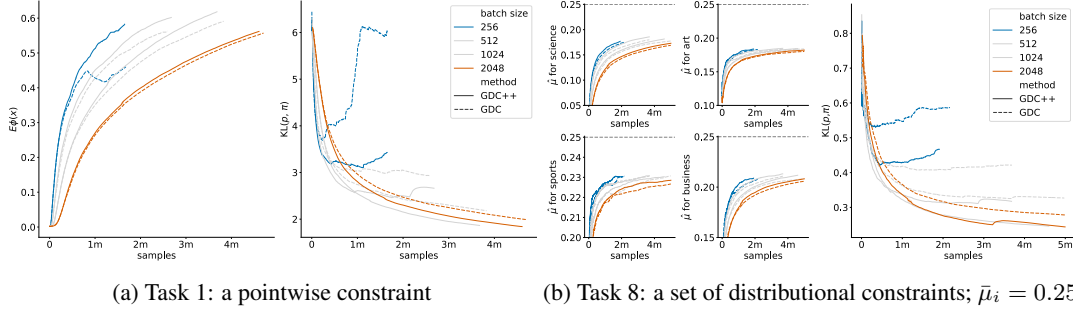 0.6
0.5
0.4
0.3
0.2
0.1
0.0
Eϕ(x)
0
1m
2m
3m
4m
samples
6
5
4
3
2
KL(p, π)
0
1m
2m
3m
4m
samples
batch size
256
512
1024
2048
method
GDC++
GDC
0.25
0.20
0.15
0.10
0.05
μ̂ for science
0
2m
4m
samples
0.25
0.20
0.15
0.10
μ̂ for art
0
2m
4m
samples
0.25
0.24
0.23
0.22
0.21
0.20
μ̂ for sports
0
2m
4m
samples
0.25
0.20
0.15
μ̂ for business
0
2m
4m
samples
0.8
0.7
0.6
0.5
0.4
0.3
KL(p,π)
0
1m
2m
3m
4m
5m
samples
batch size
256
512
1024
2048
method
GDC++
GDC
(a) Task 1: a pointwise constraint
(b) Task 8: a set of distributional constraints; μ̄ᵢ = 0.25